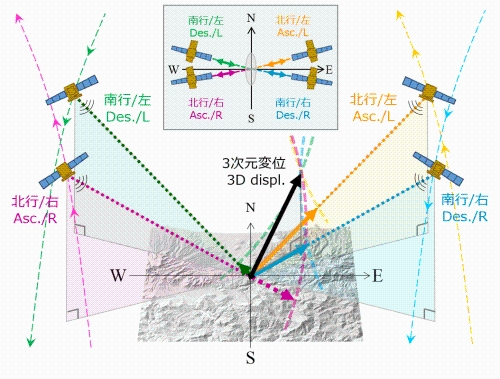 南行/左
Des./L
N
北行/左
Asc./L
W
E
北行/右
Asc./R
S
南行/右
Des./R
南行/左
Des./L
北行/左
Asc./L
3次元変位
3D displ.
北行/右
Asc./R
南行/右
Des./R
N
W
E
S